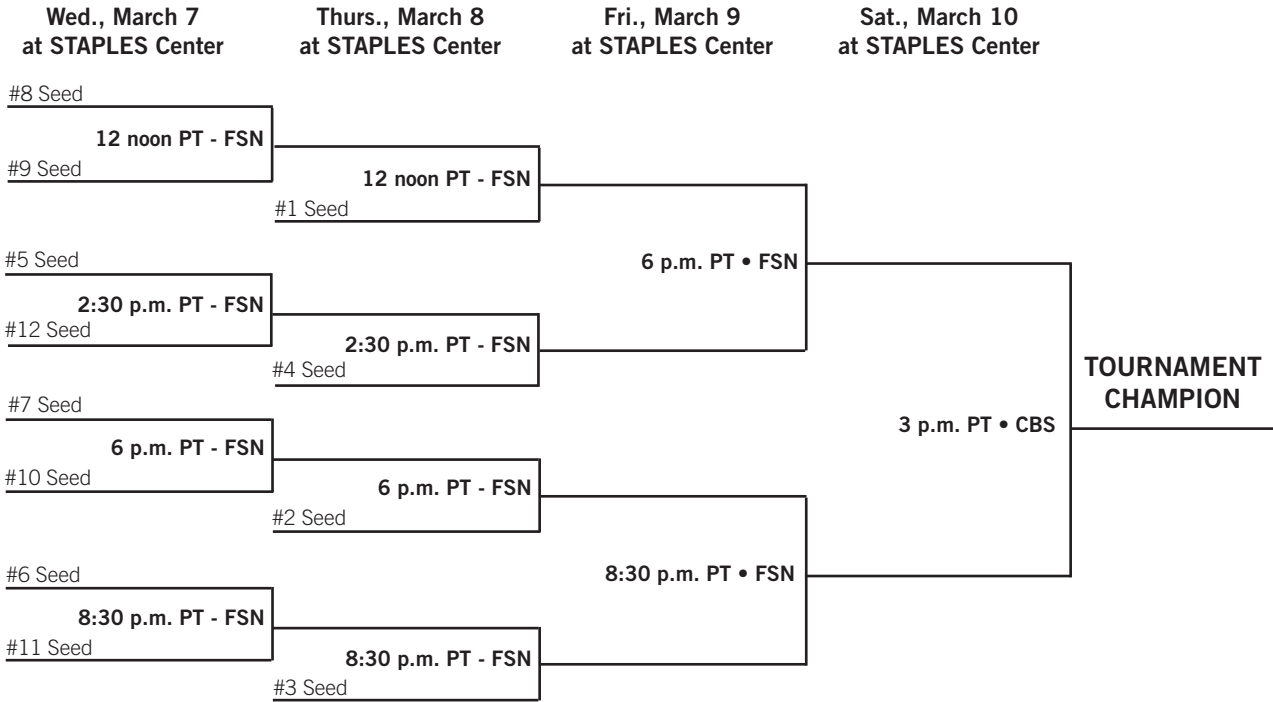 Wed., March 7
at STAPLES Center
Thurs., March 8
at STAPLES Center
Fri., March 9
at STAPLES Center
Sat., March 10
at STAPLES Center
#8 Seed
12 noon PT - FSN
#9 Seed
12 noon PT - FSN
#1 Seed
#5 Seed
6 p.m. PT • FSN
2:30 p.m. PT - FSN
#12 Seed
2:30 p.m. PT - FSN
#4 Seed
TOURNAMENT
CHAMPION
#7 Seed
3 p.m. PT • CBS
6 p.m. PT - FSN
#10 Seed
6 p.m. PT - FSN
#2 Seed
#6 Seed
8:30 p.m. PT • FSN
8:30 p.m. PT - FSN
#11 Seed
8:30 p.m. PT - FSN
#3 Seed